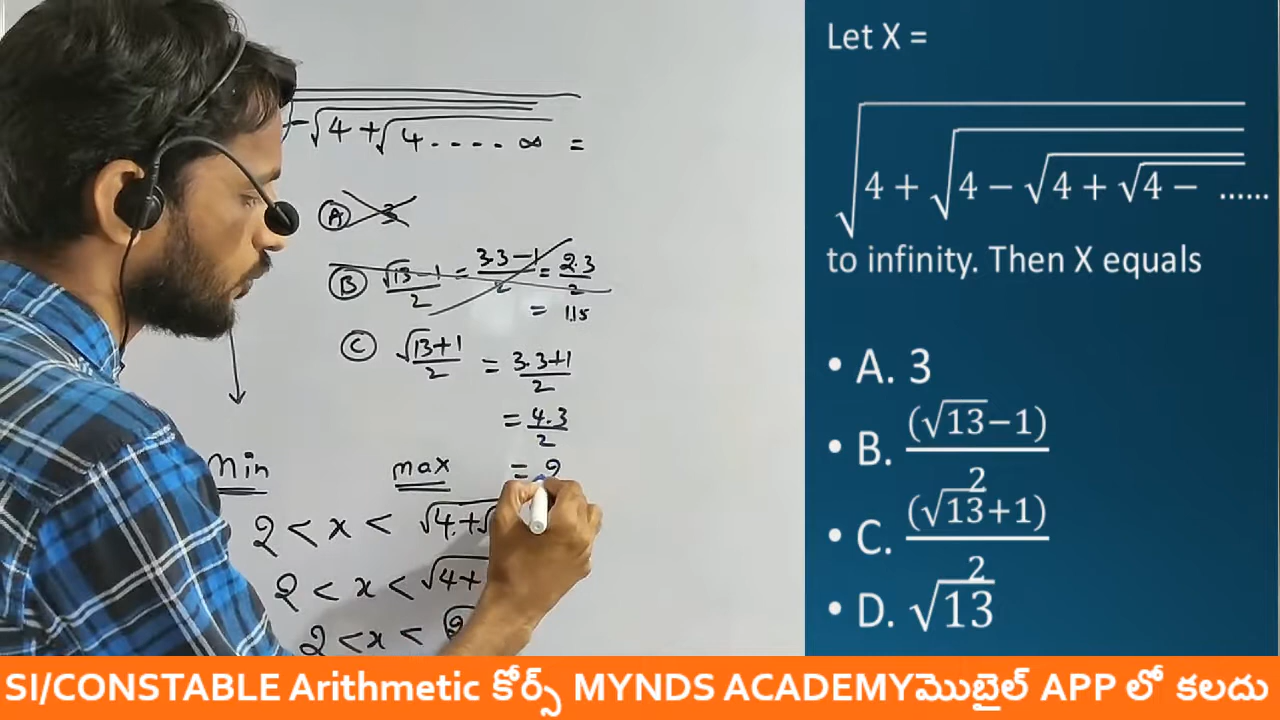 - √4 + √4 . . . . ∞ =
Ⓐ 3
Ⓑ √13 - 1 / 2 = 3.3 - 1 / 2 = 2.3 / 2
= 1.15
Ⓒ √13 + 1 / 2 = 3.3 + 1 / 2
= 4.3 / 2
min max =
2 < x < √4 + √
2 < x < √4 +
2 < x <
Let X =
√4 + √4 − √4 + √4 − ......
to infinity. Then X equals
• A. 3
• B. (√13−1) / 2
• C. (√13+1) / 2
• D. √13
SI/CONSTABLE Arithmetic కోర్స్ MYNDS ACADEMYమొబైల్ APP లో కలదు